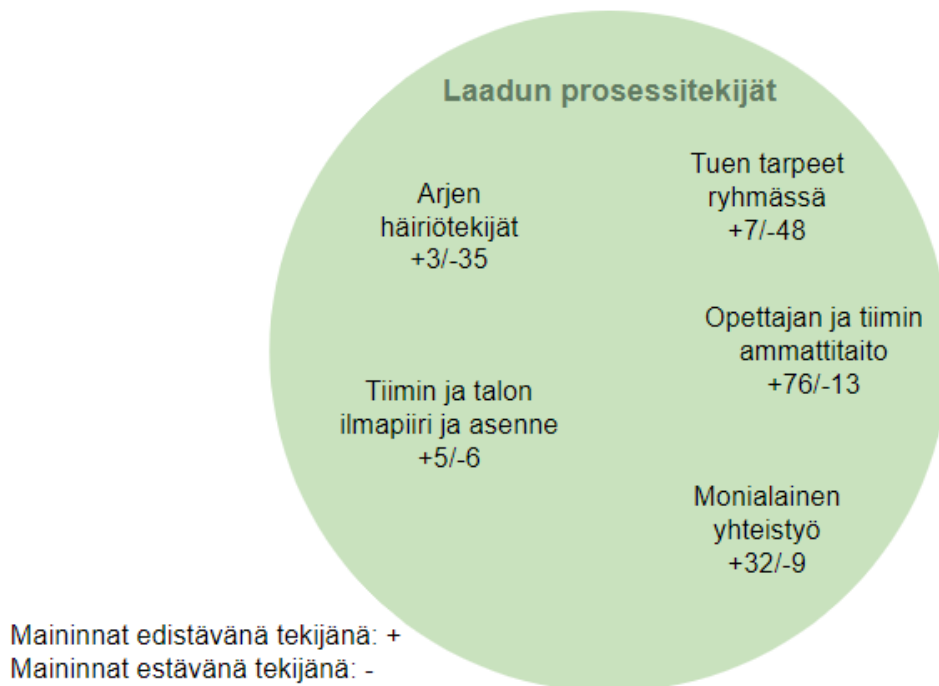 Laadun prosessitekijät
Arjen
häiriötekijät
+3/-35
Tuen tarpeet
ryhmässä
+7/-48
Opettajan ja tiimin
ammattitaito
+76/-13
Tiimin ja talon
ilmapiiri ja asenne
+5/-6
Monialainen
yhteistyö
+32/-9
Maininnat edistävänä tekijänä: +
Maininnat estävänä tekijänä: -